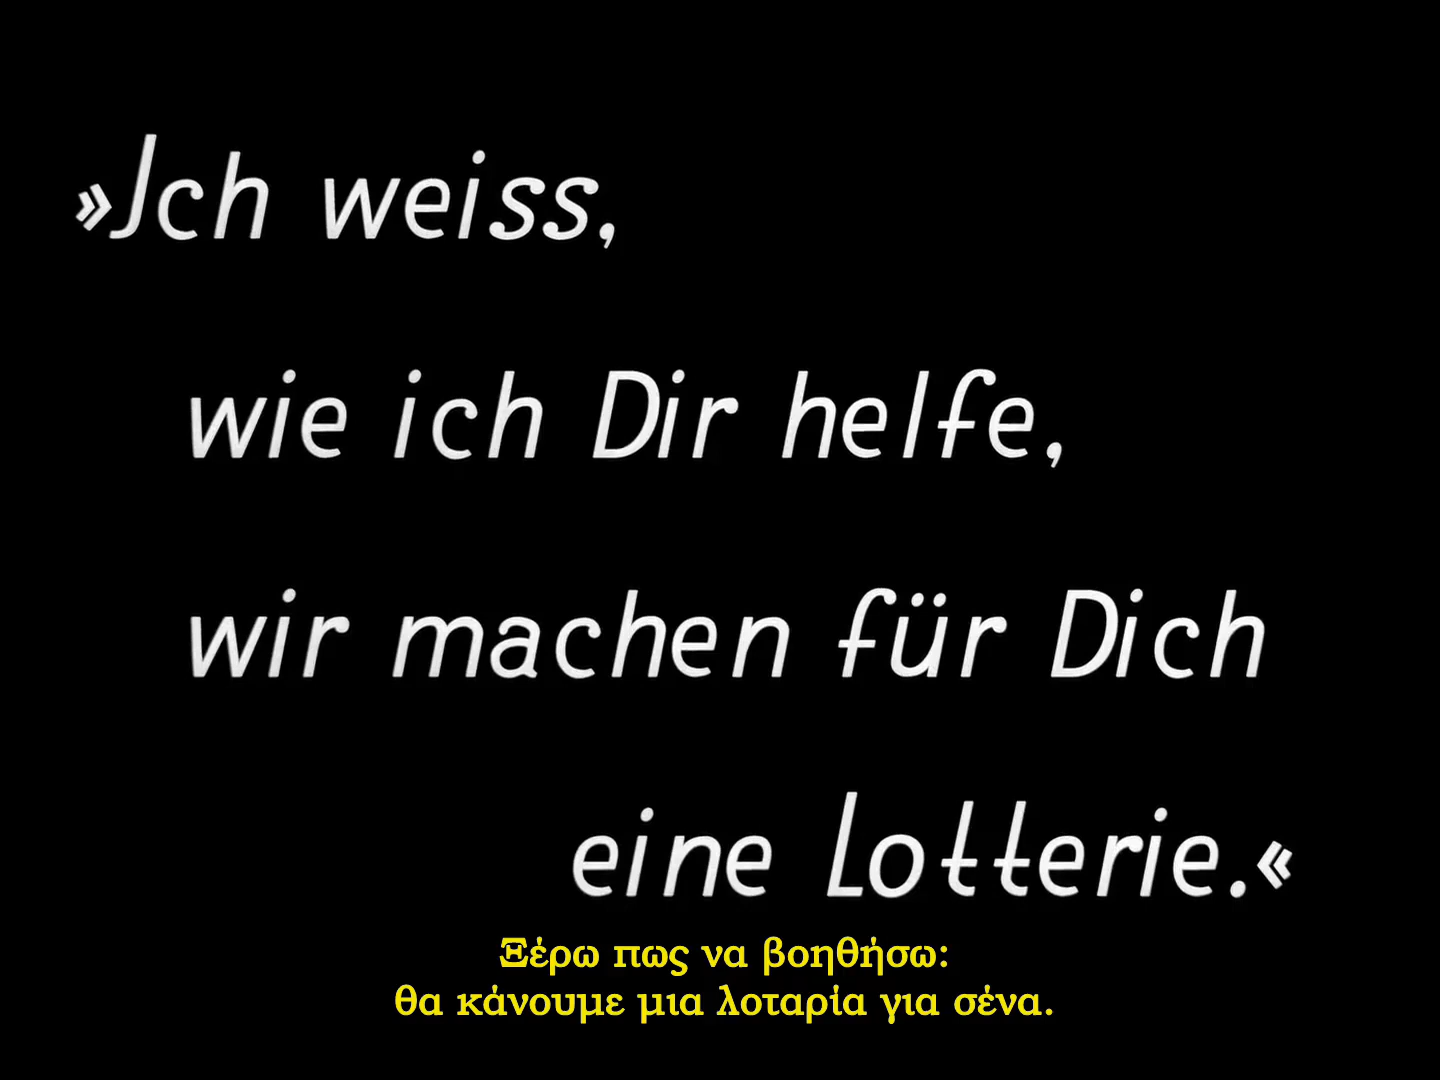 »Ich weiss,
wie ich Dir helfe,
wir machen für Dich
eine Lotterie.«
Ξέρω πως να βοηθήσω:
θα κάνουμε μια λοταρία για σένα.